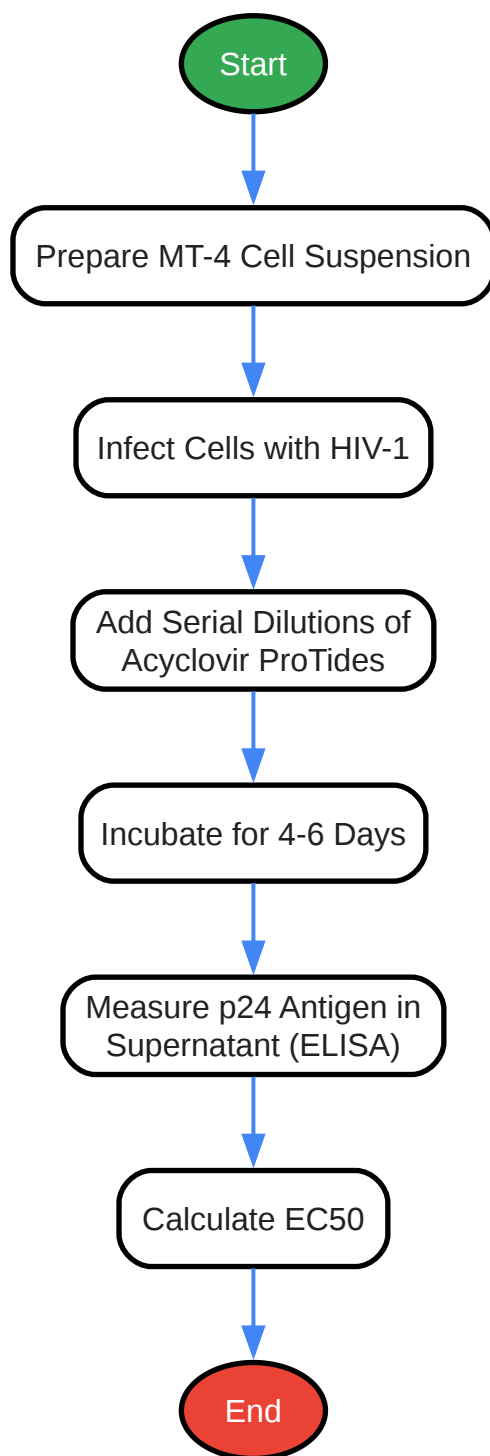 Start
Prepare MT-4 Cell Suspension
Infect Cells with HIV-1
Add Serial Dilutions of
Acyclovir ProTides
Incubate for 4-6 Days
Measure p24 Antigen in
Supernatant (ELISA)
Calculate EC50
End